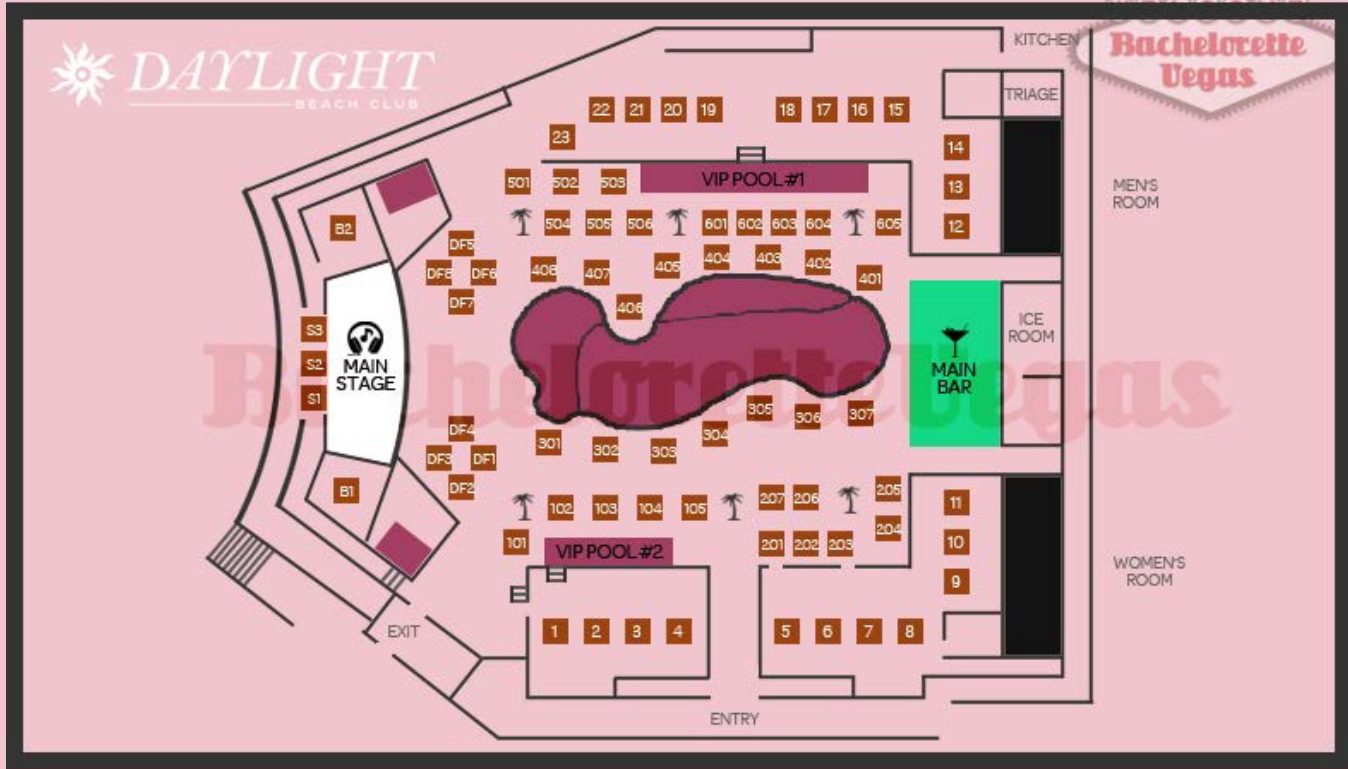 DAYLIGHT
BEACH CLUB
KITCHEN
Bachelorette
Vegas
TRIAGE
22 21 20 19 18 17 16 15
23
14
13
12
MEN'S
ROOM
501 502 503
VIP POOL #1
504 505 506 601 602 603 604 605
B2
DF5
DF8 DF6
DF7
408 407 405 404 403 402 401
406
S3
S2
S1
MAIN
STAGE
MAIN
BAR
ICE
ROOM
BacheloretteVegas
305 306 307
304
301 302 303
DF4
DF3 DF1
DF2
B1
102 103 104 105
207 206 205
204
101
VIP POOL #2
201 202 203
11
10
9
WOMEN'S
ROOM
1 2 3 4
5 6 7 8
EXIT
ENTRY